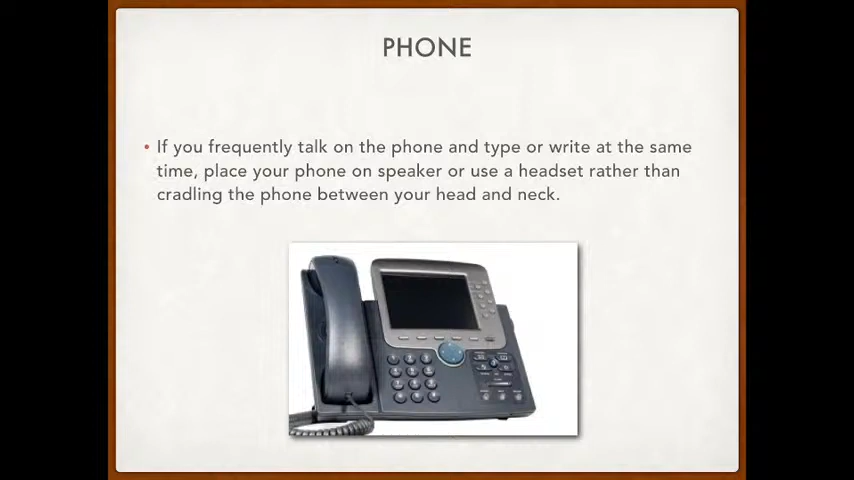 PHONE
• If you frequently talk on the phone and type or write at the same
time, place your phone on speaker or use a headset rather than
cradling the phone between your head and neck.